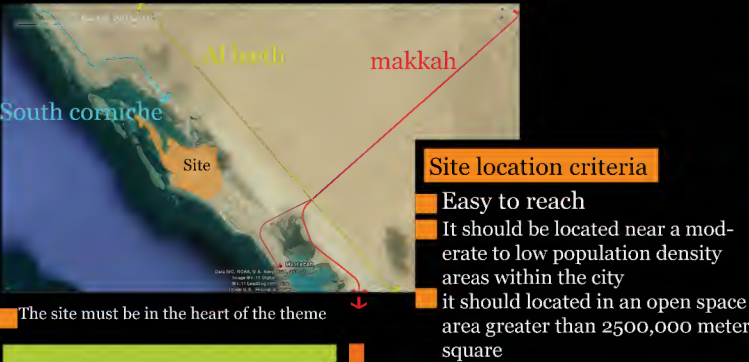 Al iceth
makkah
South corniche
Site
Site location criteria
Easy to reach
It should be located near a mod-
erate to low population density
areas within the city
it should located in an open space
area greater than 2500,000 meter
square
The site must be in the heart of the theme